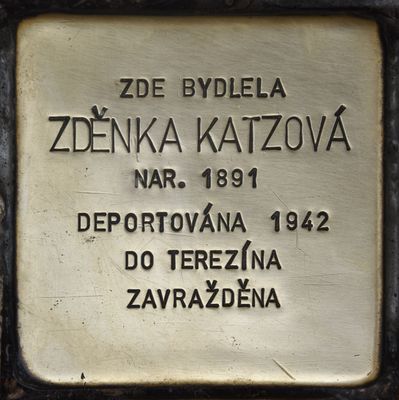 ZDE BYDLELA
ZDĚNKA KATZOVÁ
NAR. 1891
DEPORTOVÁNA 1942
DO TEREZÍNA
ZAVRAŽDĚNA